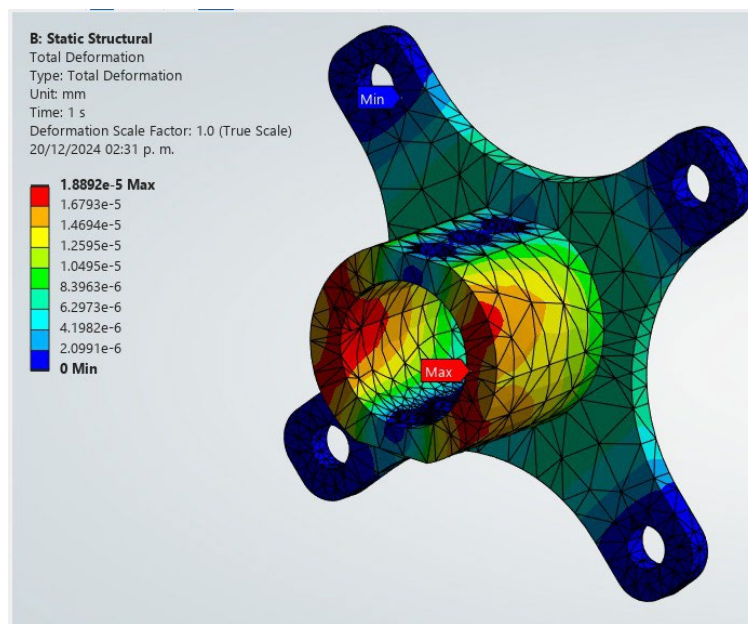 B: Static Structural
Total Deformation
Type: Total Deformation
Unit: mm
Time: 1 s
Deformation Scale Factor: 1.0 (True Scale)
20/12/2024 02:31 p. m.
1.8892e-5 Max
1.6793e-5
1.4694e-5
1.2595e-5
1.0495e-5
8.3963e-6
6.2973e-6
4.1982e-6
2.0991e-6
0 Min
Min
Max